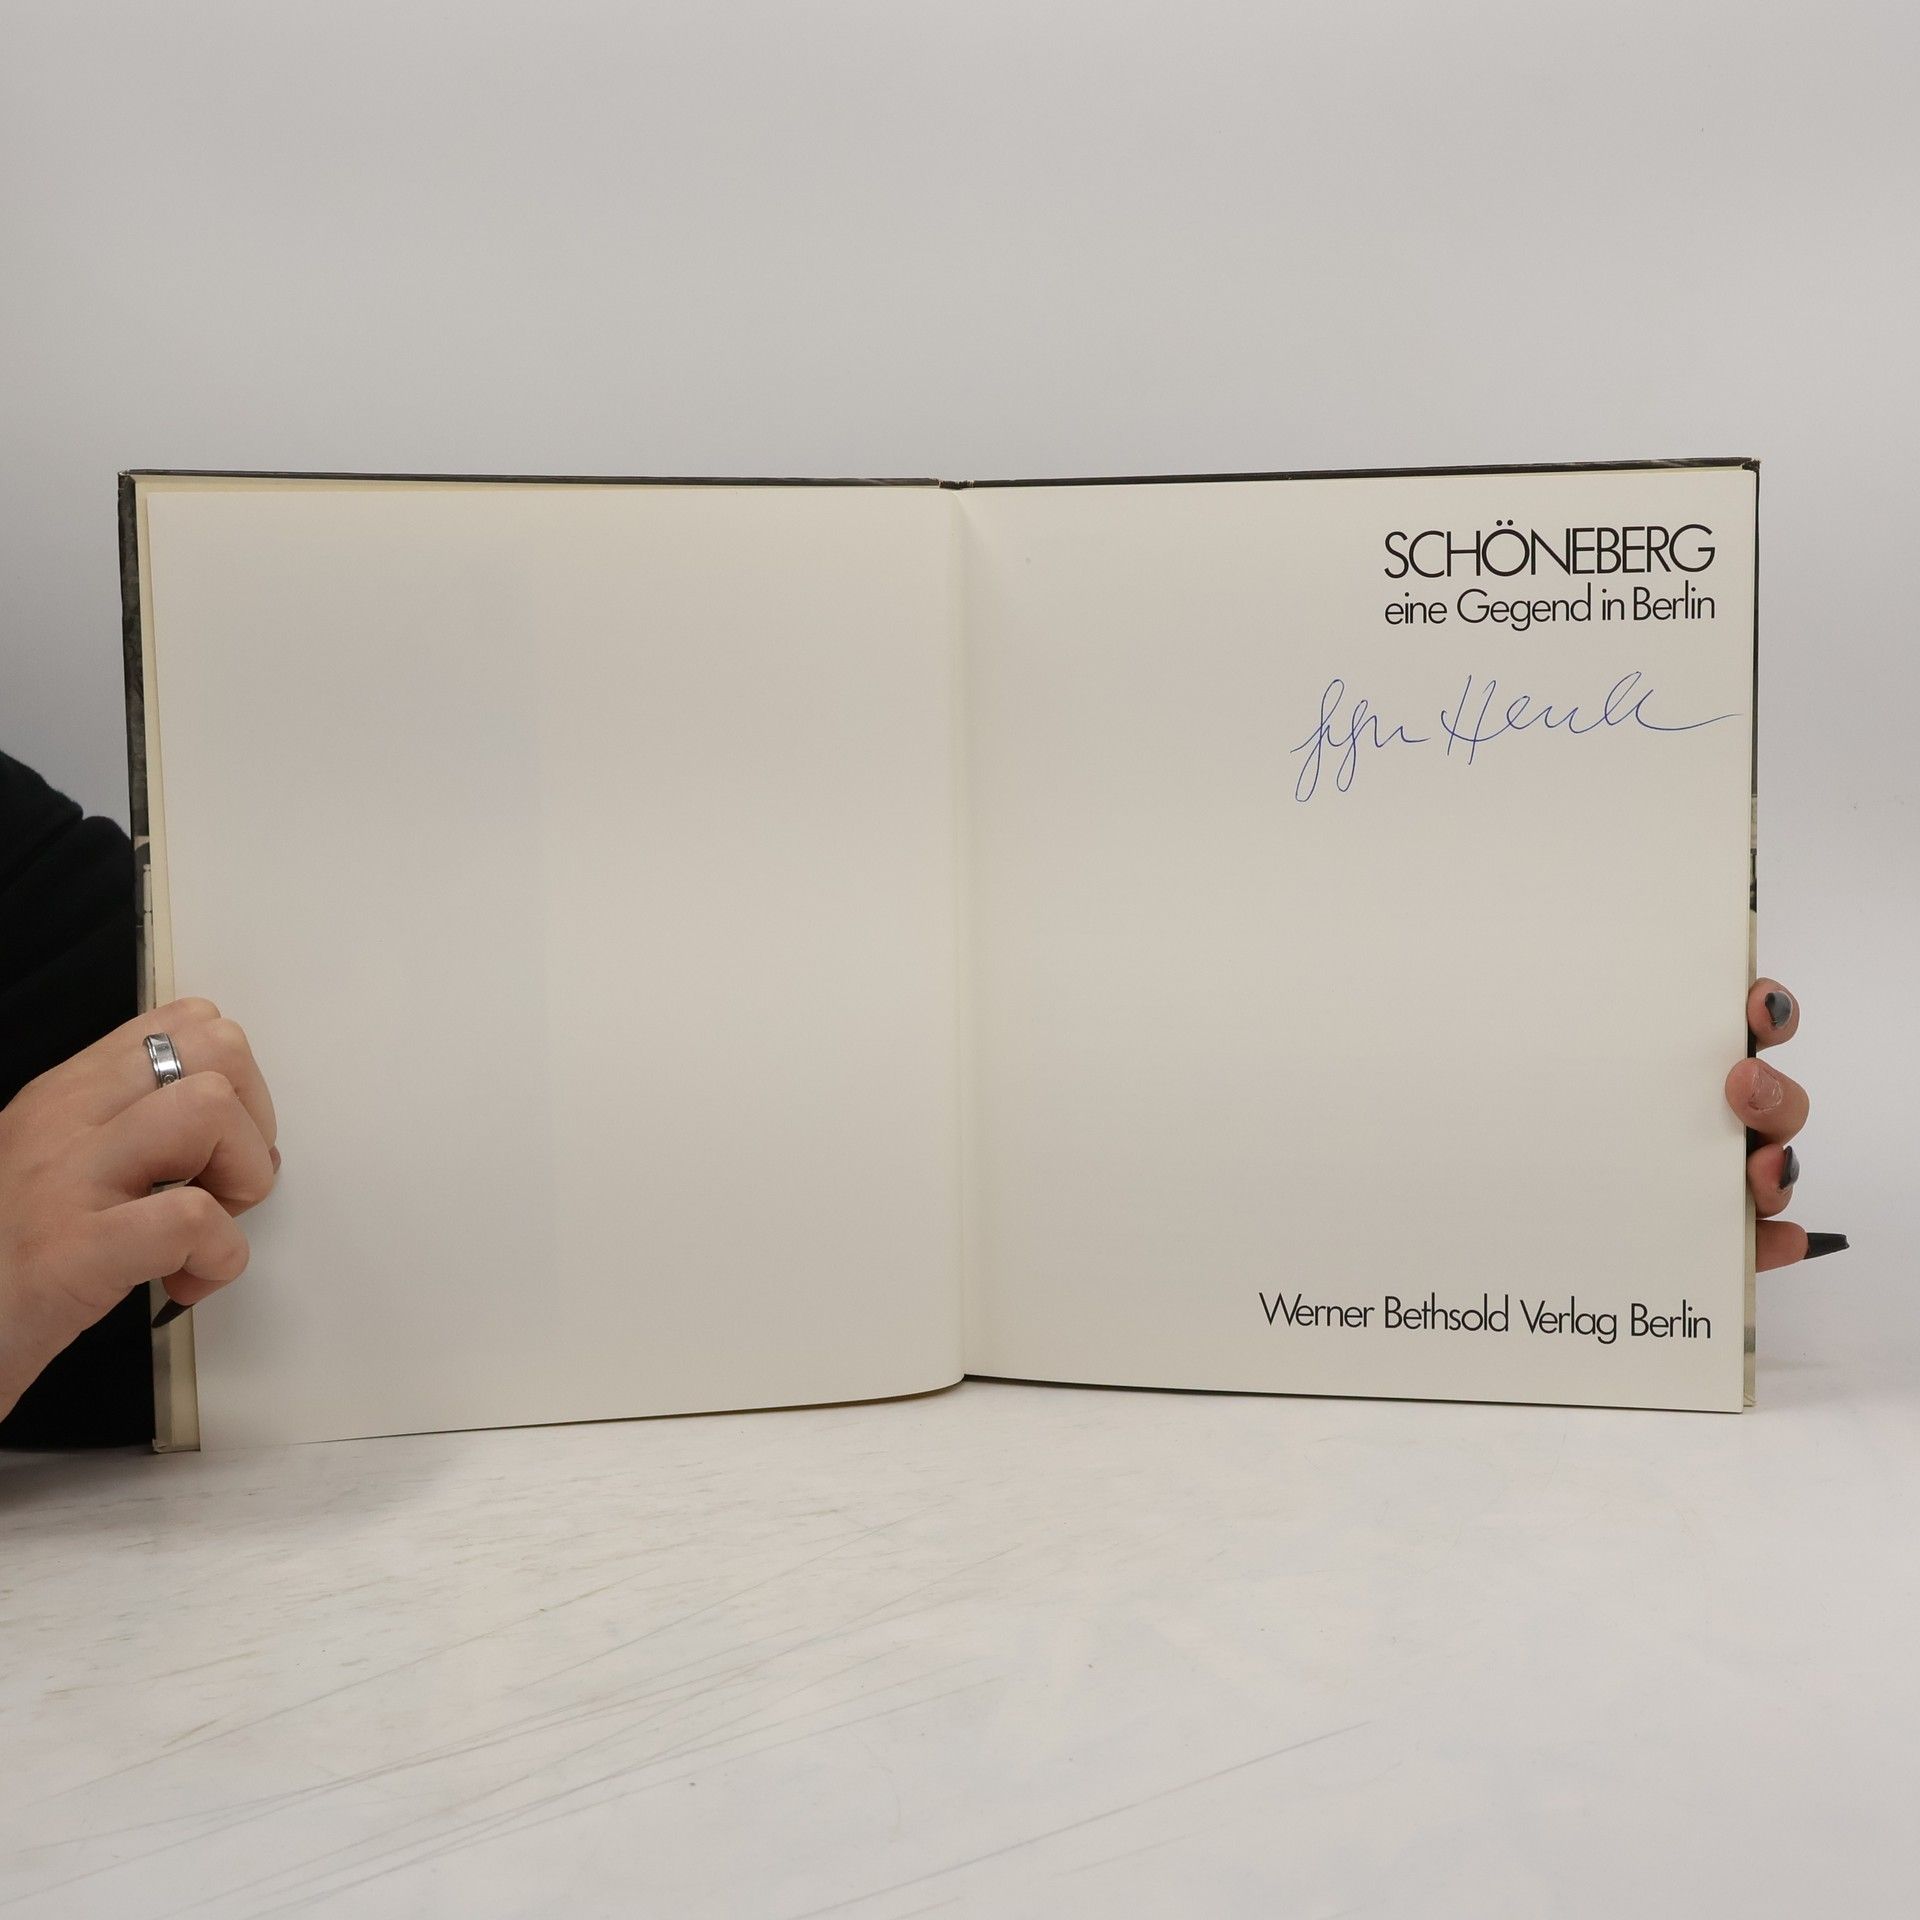 SCHÖNEBERG
eine Gegend in Berlin
Werner Bethsold Verlag Berlin